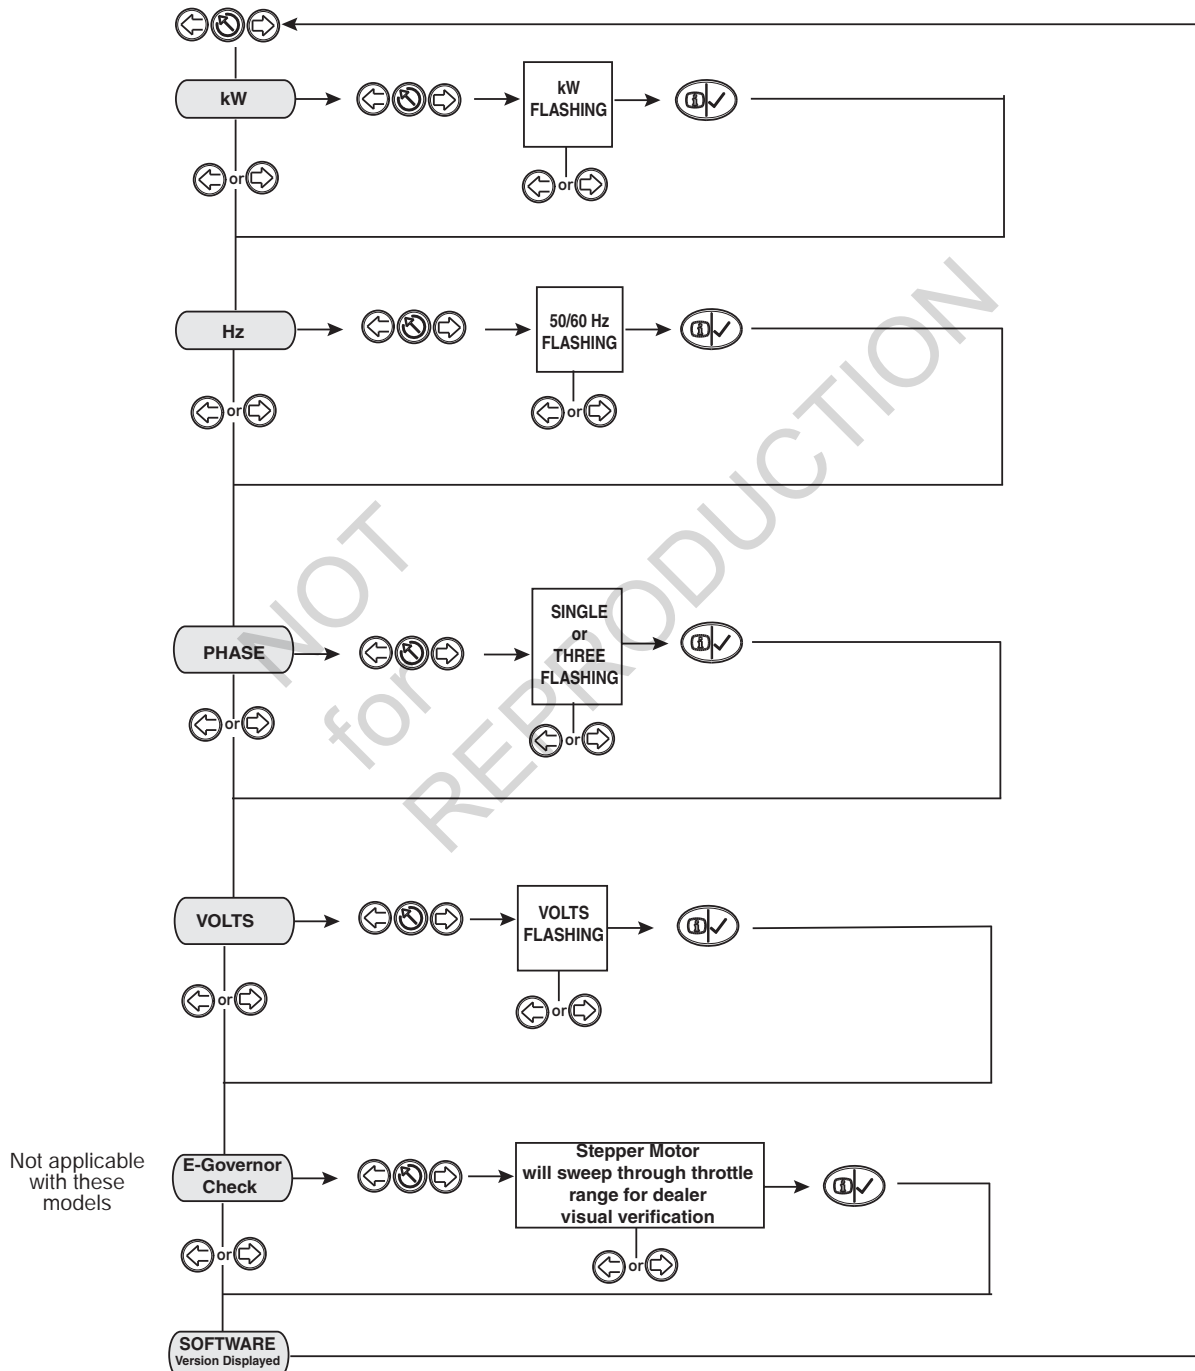 kW
kW
FLASHING
or
or
Hz
50/60 Hz
FLASHING
or
or
PHASE
SINGLE
or
THREE
FLASHING
or
or
VOLTS
VOLTS
FLASHING
or
or
Not applicable
with these
models
E-Governor
Check
Stepper Motor
will sweep through throttle
range for dealer
visual verification
or
or
SOFTWARE
Version Displayed
NOT
for
REPRODUCTION